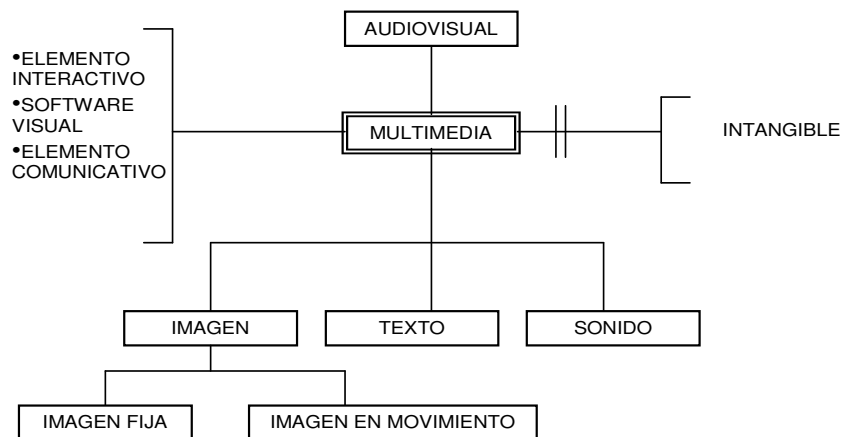 AUDIOVISUAL
•ELEMENTO
INTERACTIVO
•SOFTWARE
VISUAL
•ELEMENTO
COMUNICATIVO
MULTIMEDIA
INTANGIBLE
IMAGEN
TEXTO
SONIDO
IMAGEN FIJA
IMAGEN EN MOVIMIENTO